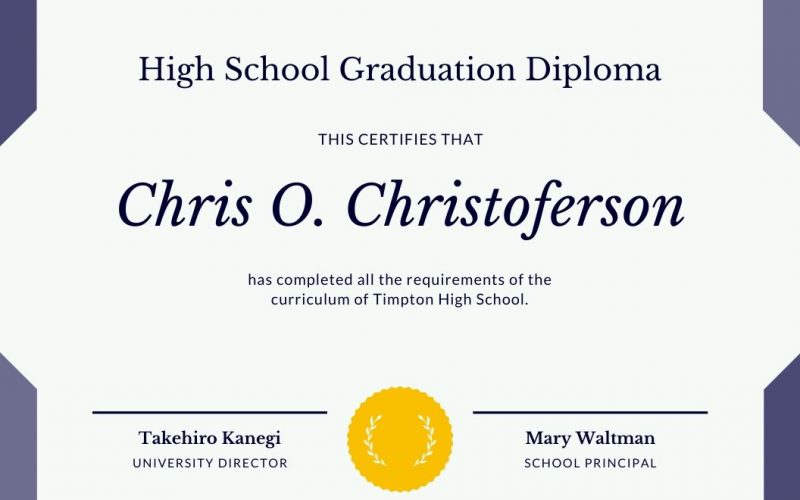 High School Graduation Diploma
THIS CERTIFIES THAT
Chris O. Christoferson
has completed all the requirements of the
curriculum of Timpton High School.
Takehiro Kanegi
UNIVERSITY DIRECTOR
Mary Waltman
SCHOOL PRINCIPAL